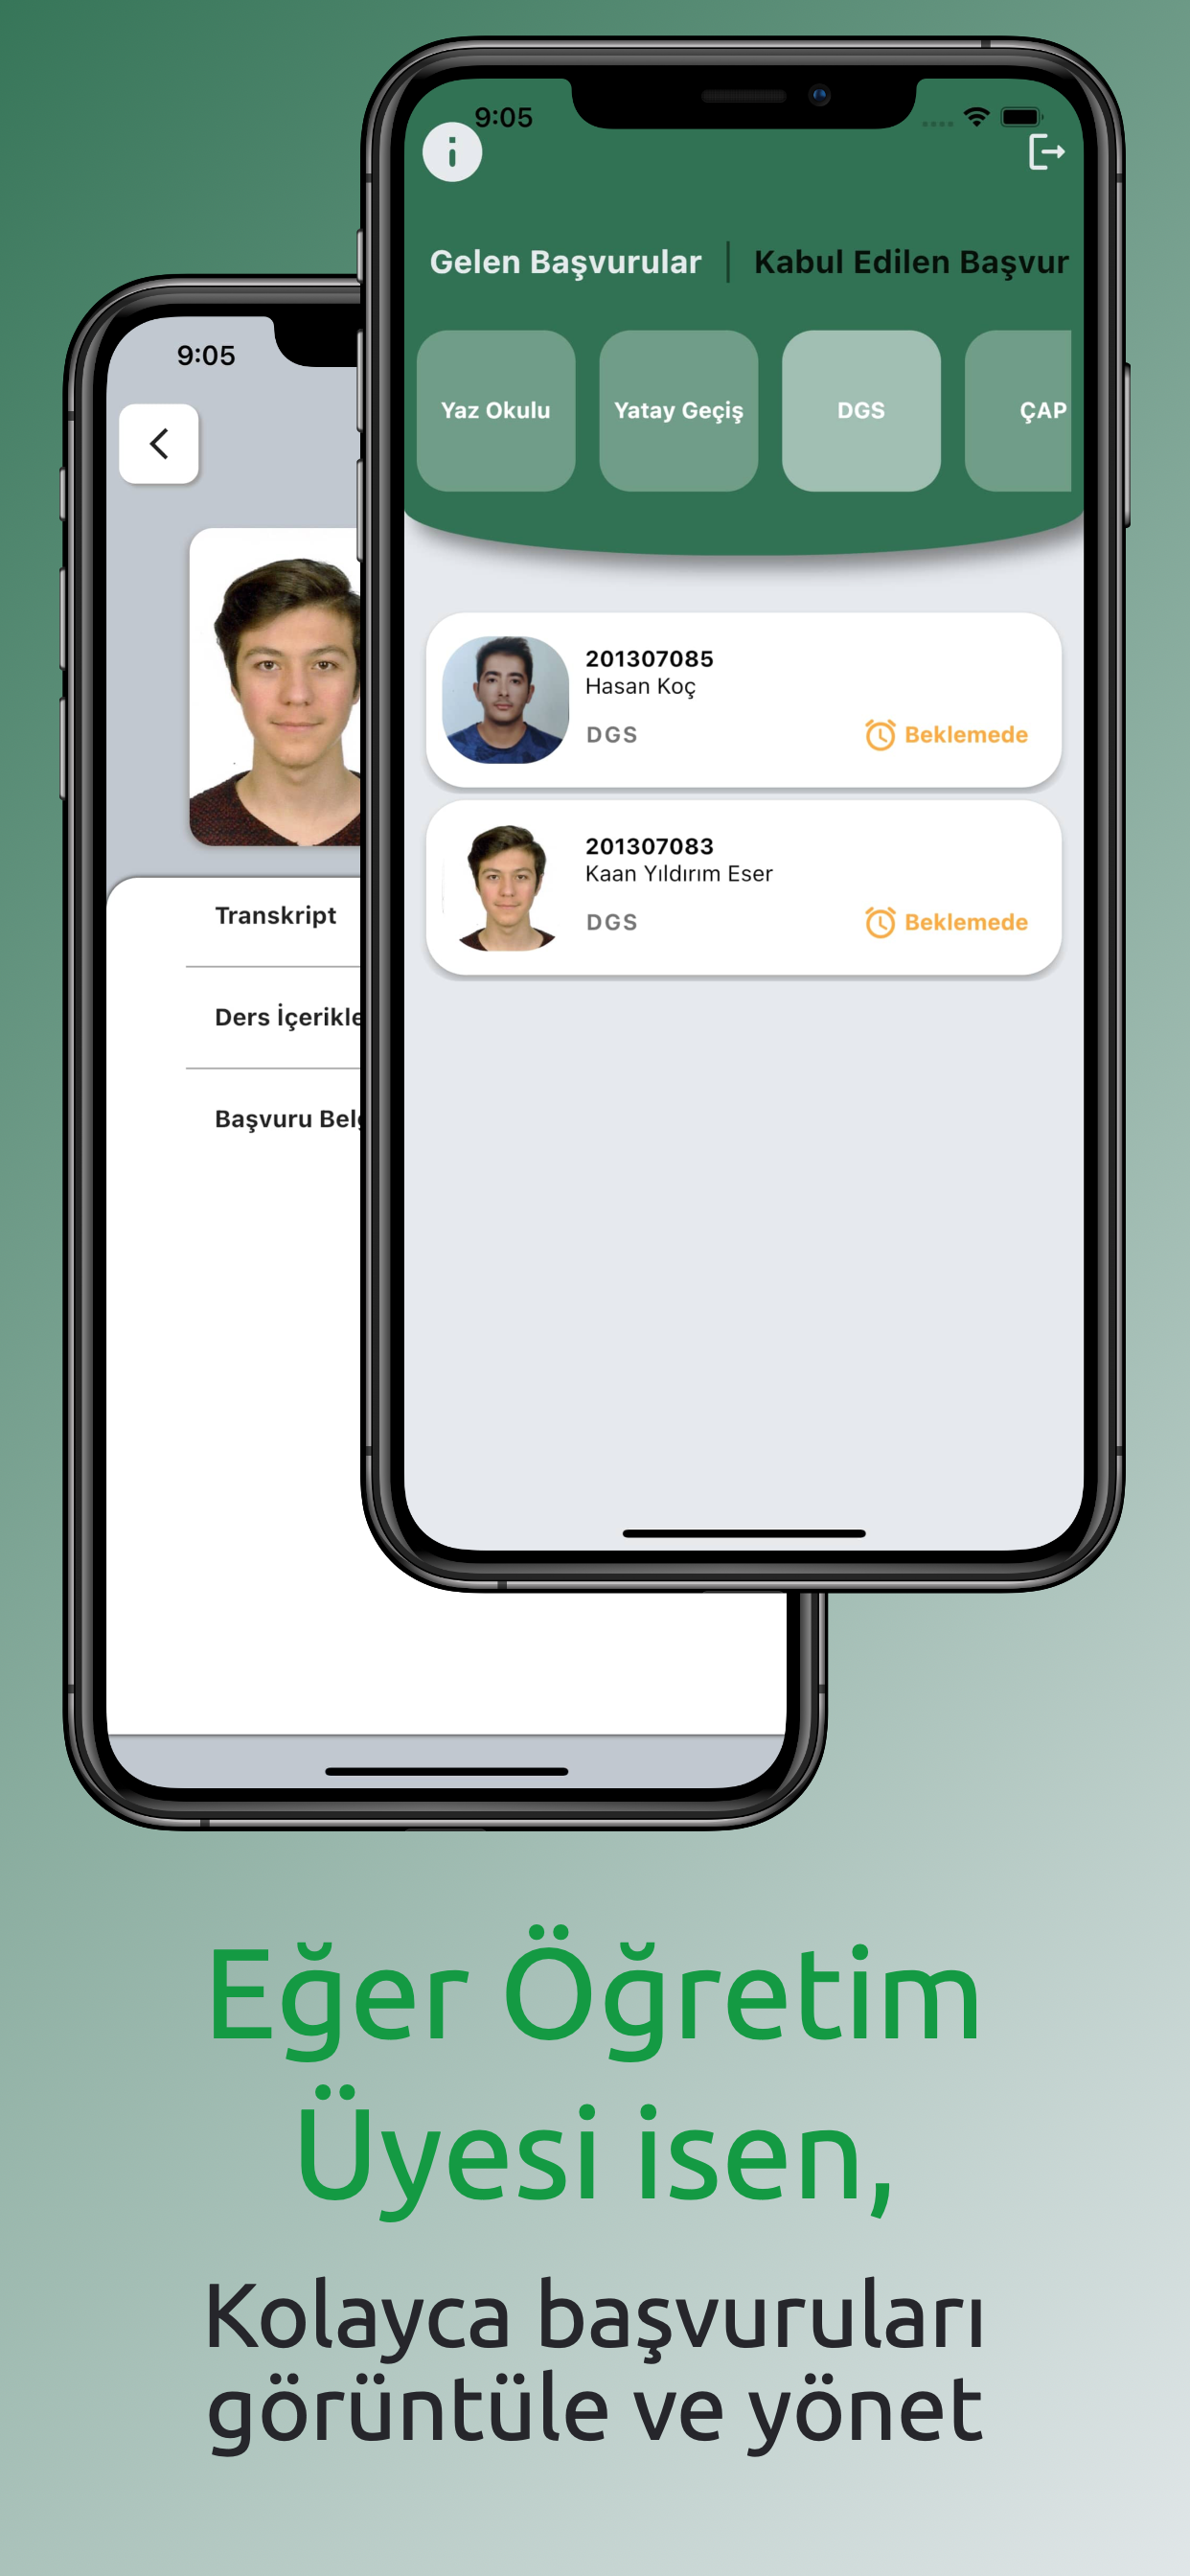 9:05
Gelen Başvurular | Kabul Edilen Başvur
Yaz Okulu
Yatay Geçiş
DGS
ÇAP
201307085
Hasan Koç
DGS
Beklemede
201307083
Kaan Yıldırım Eser
DGS
Beklemede
9:05
Transkript
Ders İçerikle
Başvuru Bel
Eğer Öğretim
Üyesi isen,
Kolayca başvuruları
görüntüle ve yönet